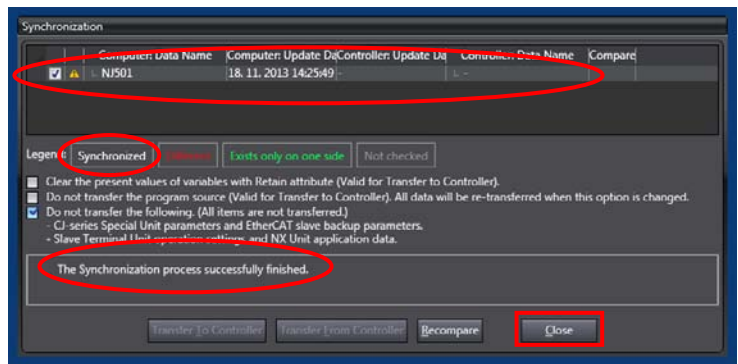 Synchronization
Computer: Data Name Computer: Update Da Controller: Update Da Controller: Data Name Compare
NJ501 18. 11. 2013 14:25:49 - -
Legend: Synchronized Different Exists only on one side Not checked
Clear the present values of variables with Retain attribute (Valid for Transfer to Controller).
Do not transfer the program source (Valid for Transfer to Controller). All data will be re-transferred when this option is changed.
Do not transfer the following. (All items are not transferred.)
- CJ-series Special Unit parameters and EtherCAT slave backup parameters.
- Slave Terminal Unit operation settings and NX Unit application data.
The Synchronization process successfully finished.
Transfer To Controller Transfer From Controller Recompare Close